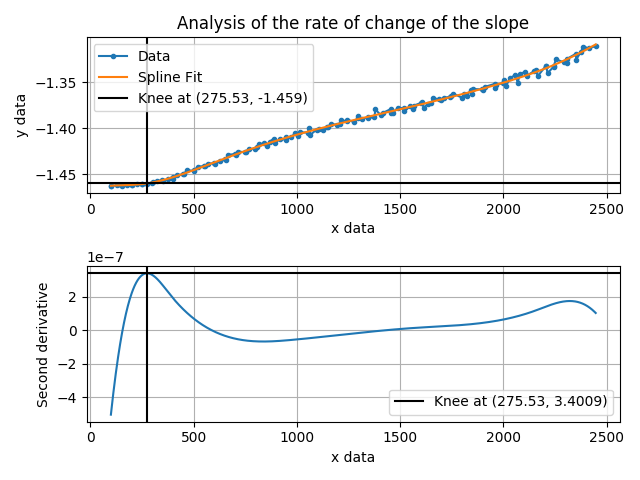 Analysis of the rate of change of the slope
Data
Spline Fit
Knee at (275.53, -1.459)
−1.35
−1.40
−1.45
y data
0
500
1000
1500
2000
2500
x data
1e−7
2
0
−2
−4
Second derivative
Knee at (275.53, 3.4009)
0
500
1000
1500
2000
2500
x data